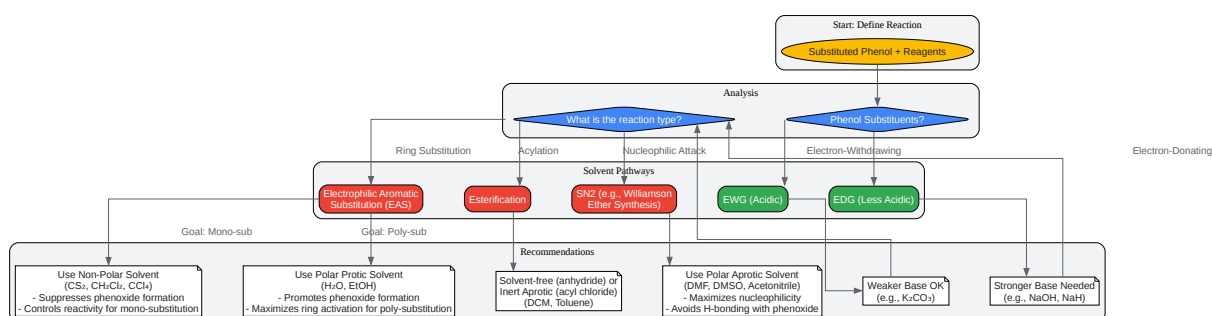 Start: Define Reaction
Substituted Phenol + Reagents
Analysis
What is the reaction type?
Phenol Substituents?
Ring Substitution
Acylation
Nucleophilic Attack
Electron-Withdrawing
Electron-Donating
Solvent Pathways
Electrophilic Aromatic
Substitution (EAS)
Esterification
SN2 (e.g., Williamson
Ether Synthesis)
EWG (Acidic)
EDG (Less Acidic)
Goal: Mono-sub
Goal: Poly-sub
Recommendations
Use Non-Polar Solvent
(CS₂, CH₂Cl₂, CCl₄)
- Suppresses phenoxide formation
- Controls reactivity for mono-substitution
Use Polar Protic Solvent
(H₂O, EtOH)
- Promotes phenoxide formation
- Maximizes ring activation for poly-substitution
Solvent-free (anhydride) or
Inert Aprotic (acyl chloride)
(DCM, Toluene)
Use Polar Aprotic Solvent
(DMF, DMSO, Acetonitrile)
- Maximizes nucleophilicity
- Avoids H-bonding with phenoxide
Weaker Base OK
(e.g., K₂CO₃)
Stronger Base Needed
(e.g., NaOH, NaH)